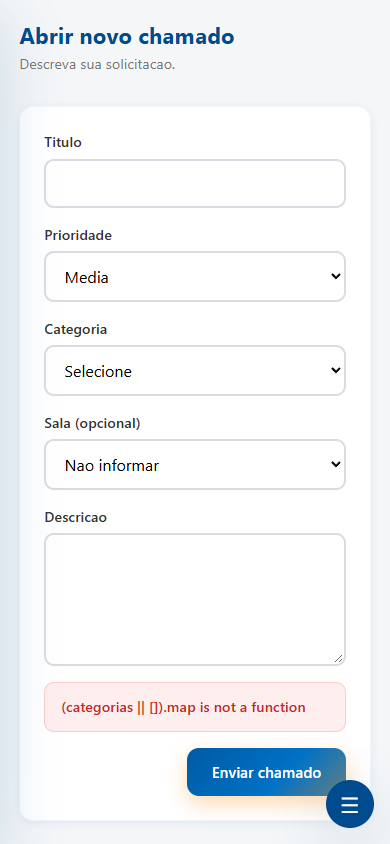 Abrir novo chamado
Descreva sua solicitacao.
Titulo
Prioridade
Media
Categoria
Selecione
Sala (opcional)
Nao informar
Descricao
(categorias || []).map is not a function
Enviar chamado